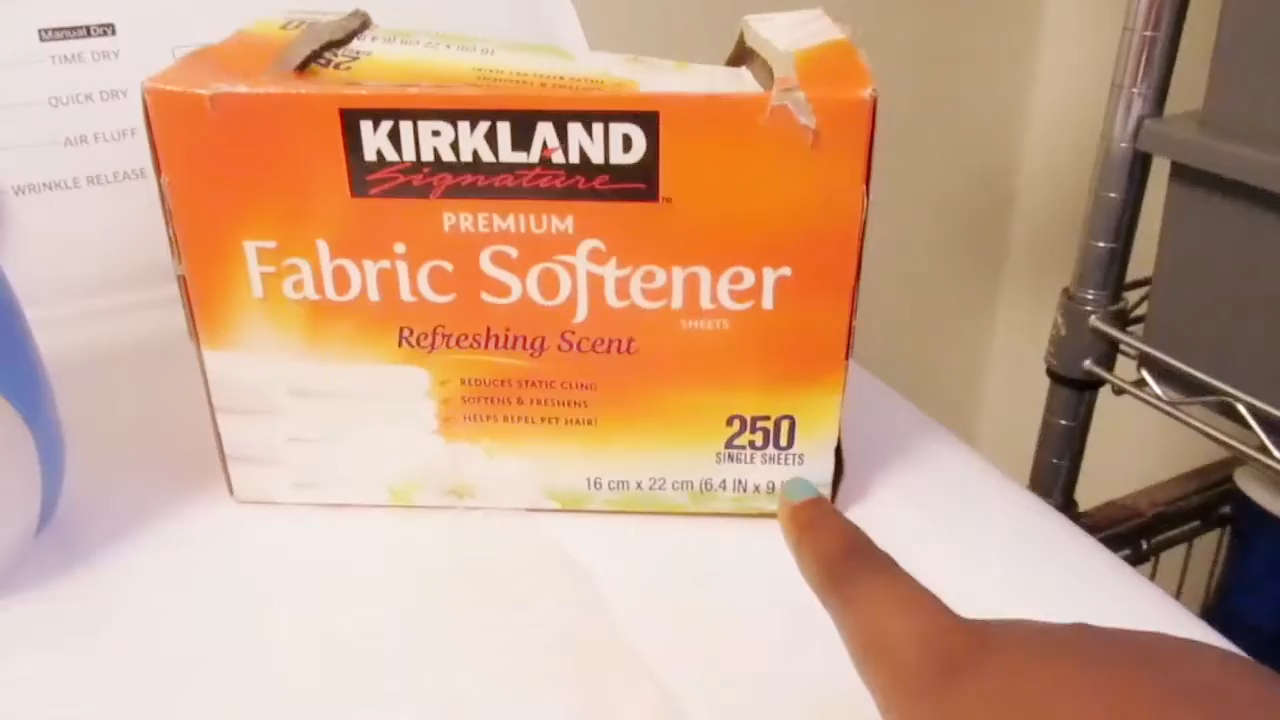 Manual Dry
TIME DRY
QUICK DRY
AIR FLUFF
WRINKLE RELEASE
KIRKLAND
Signature
PREMIUM
Fabric Softener
SHEETS
Refreshing Scent
REDUCES STATIC CLING
SOFTENS & FRESHENS
HELPS REPEL PET HAIR!
250
SINGLE SHEETS
16 cm x 22 cm (6.4 IN x 9